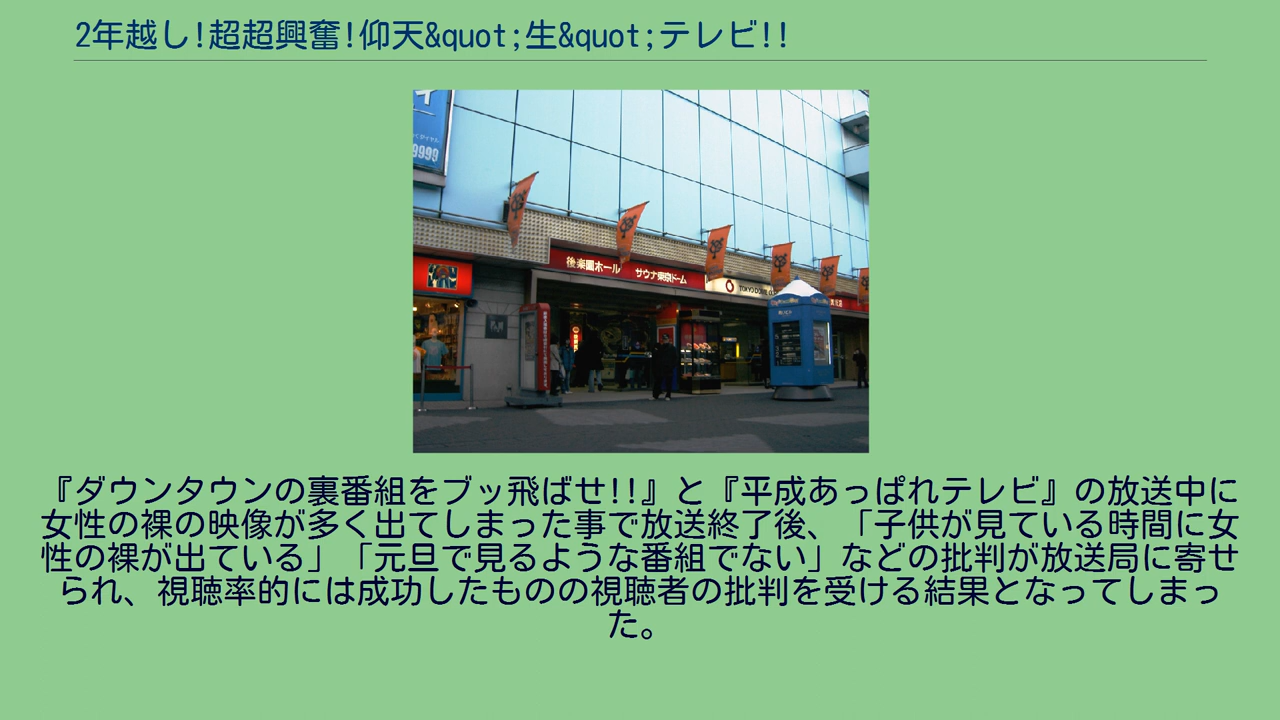 2年越し!超超興奮!仰天&quot;生&quot;テレビ!!
9999
後楽園ホール サウナ東京ドーム
TOKYO DOME
『ダウンタウンの裏番組をブッ飛ばせ!!』と『平成あっぱれテレビ』の放送中に
女性の裸の映像が多く出てしまった事で放送終了後、「子供が見ている時間に女
性の裸が出ている」「元旦で見るような番組でない」などの批判が放送局に寄せ
られ、視聴率的には成功したものの視聴者の批判を受ける結果となってしまっ
た。